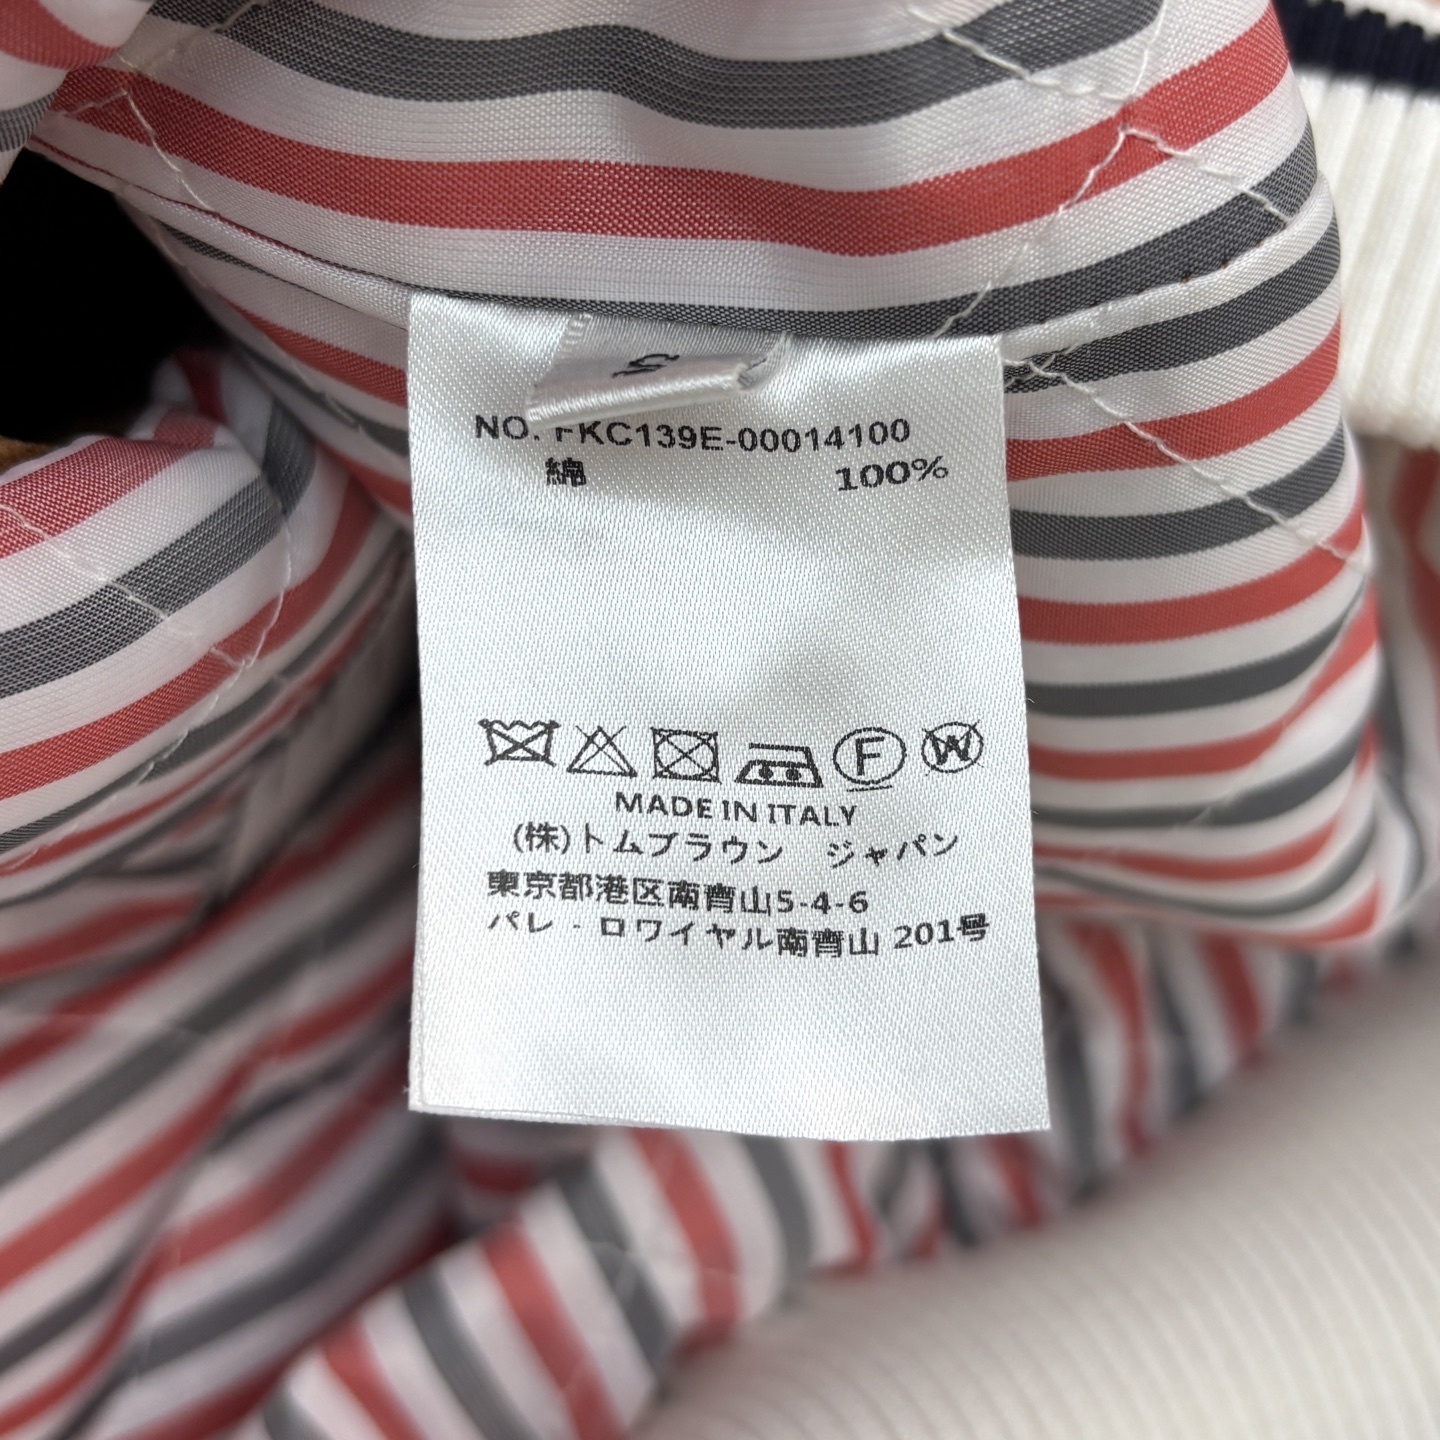 NO. FKC139E-00014100
綿 100%
F W
MADE IN ITALY
(株)トムブラウン ジャパン
東京都港区南青山5-4-6
パレ・ロワイヤル南青山 201号